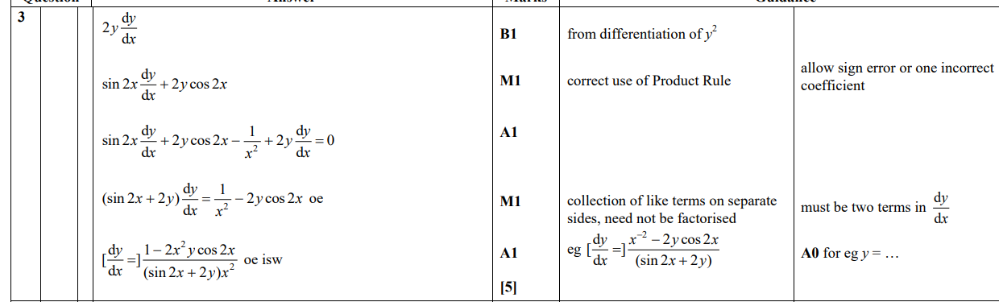 Question Answer Marks Guidance
3
2y dy/dx B1 from differentiation of y²
sin 2x dy/dx + 2y cos 2x M1 correct use of Product Rule allow sign error or one incorrect
coefficient
sin 2x dy/dx + 2y cos 2x − 1/x² + 2y dy/dx = 0 A1
(sin 2x + 2y) dy/dx = 1/x² − 2y cos 2x oe M1 collection of like terms on separate
sides, need not be factorised must be two terms in dy/dx
[dy/dx =] (1 − 2x² y cos 2x)/((sin 2x + 2y)x²) oe isw A1 eg [dy/dx =] (x⁻² − 2y cos 2x)/((sin 2x + 2y)) A0 for eg y = …
[5]